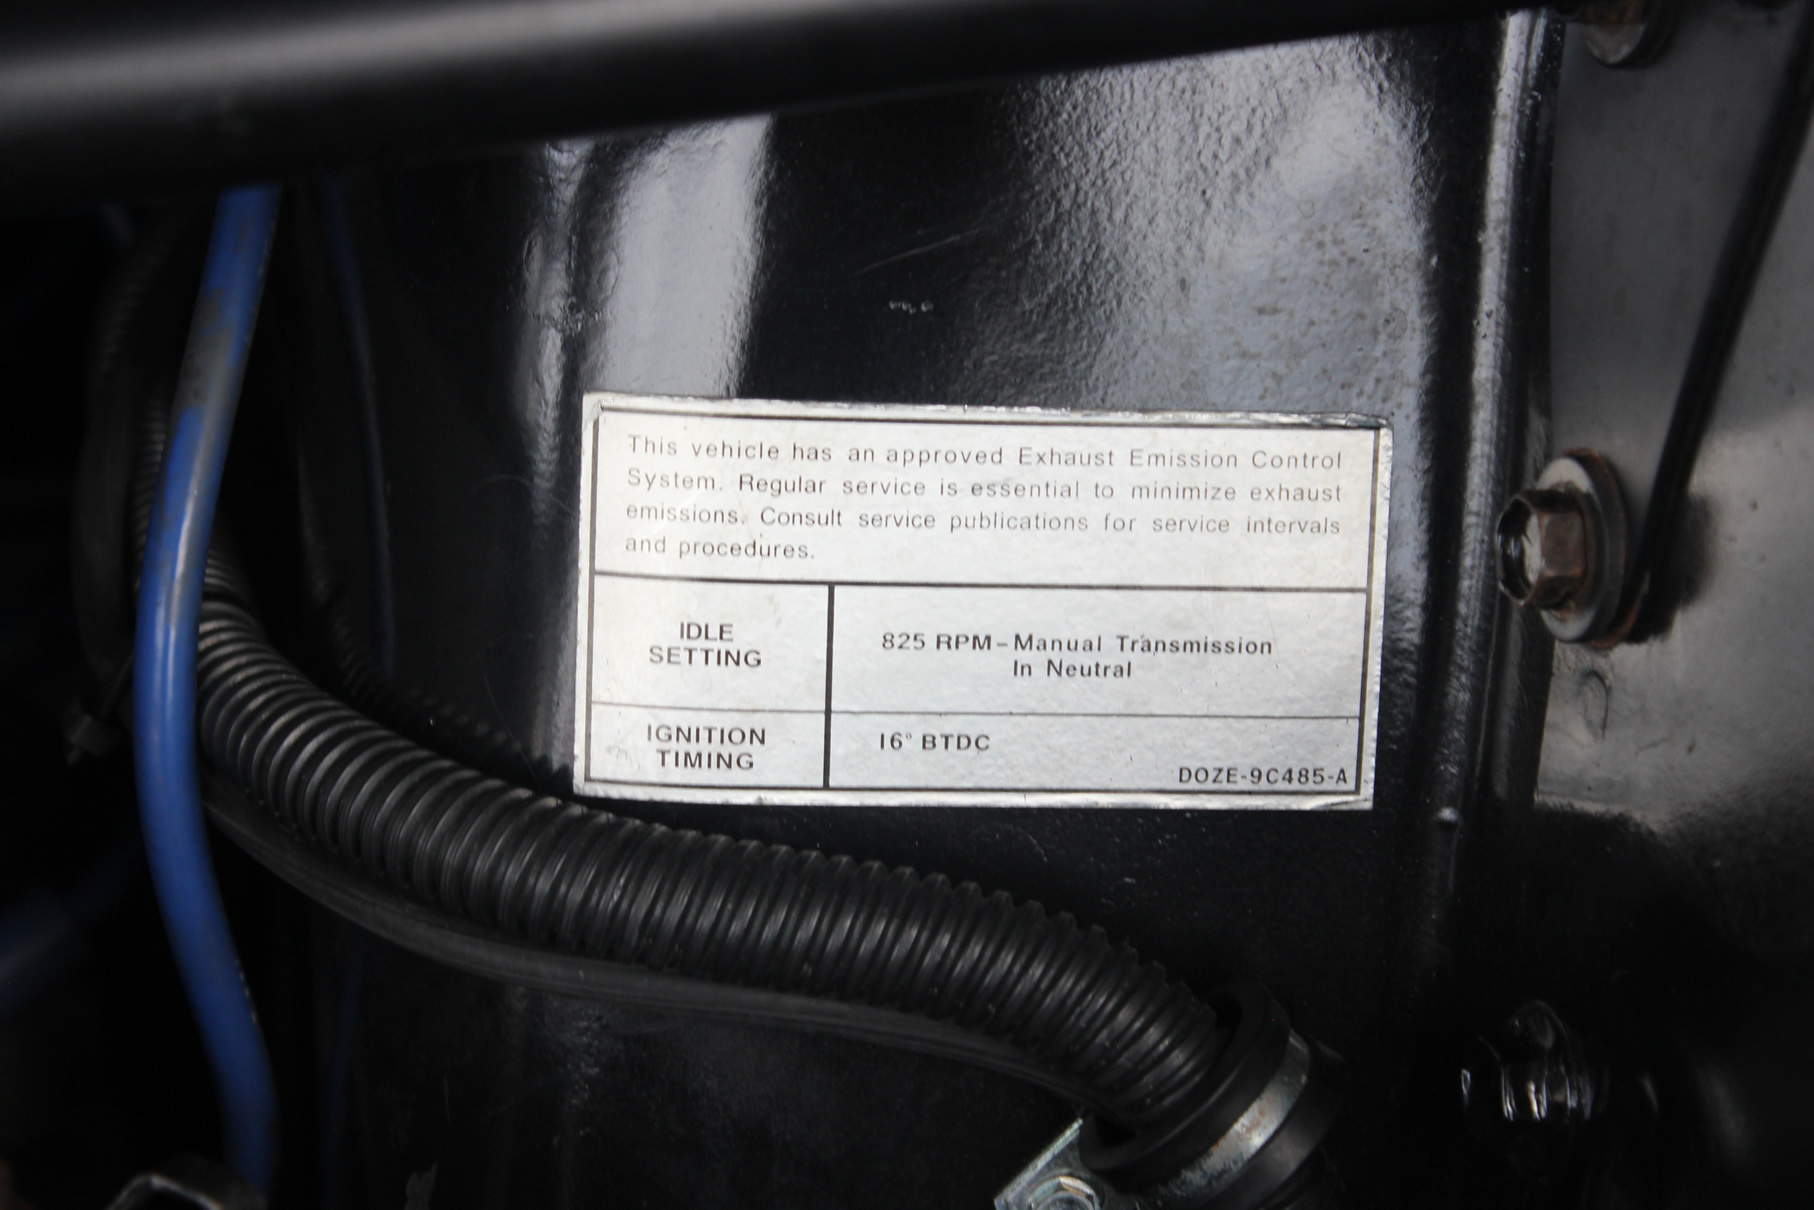 This vehicle has an approved Exhaust Emission Control
System. Regular service is essential to minimize exhaust
emissions. Consult service publications for service intervals
and procedures.
IDLE
SETTING
825 RPM-Manual Transmission
In Neutral
IGNITION
TIMING
16° BTDC
DOZE-9C485-A